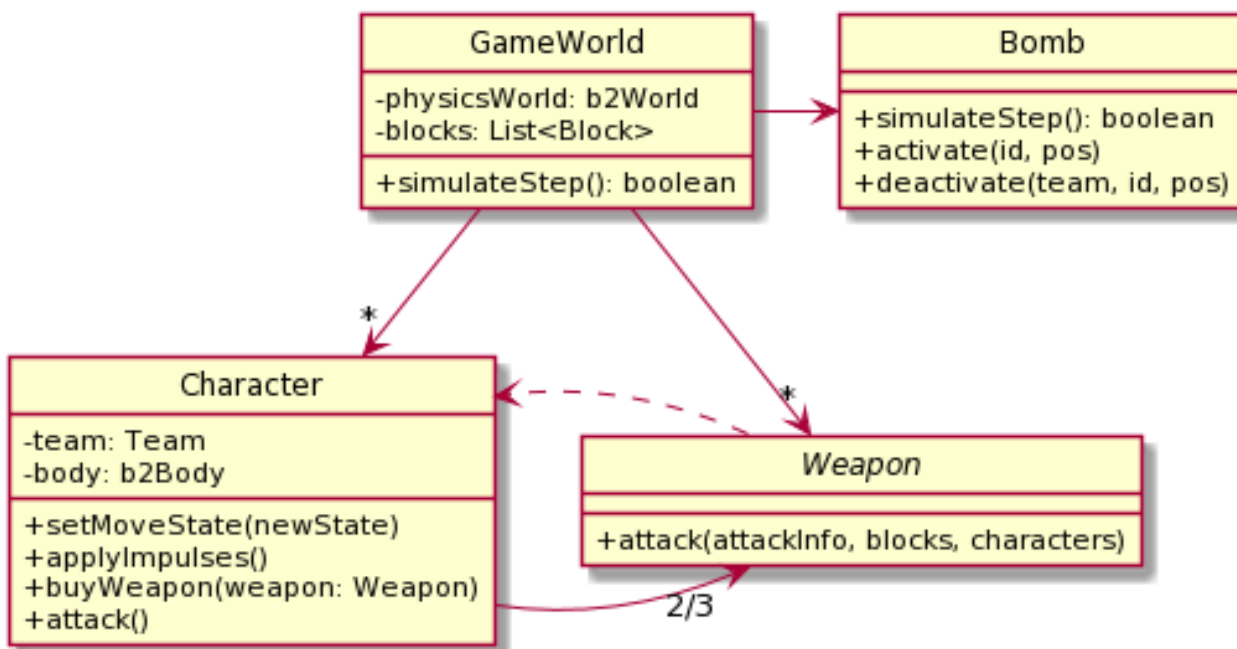 GameWorld
-physicsWorld: b2World
-blocks: List<Block>
+simulateStep(): boolean
Bomb
+simulateStep(): boolean
+activate(id, pos)
+deactivate(team, id, pos)
*
*
Character
-team: Team
-body: b2Body
+setMoveState(newState)
+applyImpulses()
+buyWeapon(weapon: Weapon)
+attack()
Weapon
+attack(attackInfo, blocks, characters)
2/3